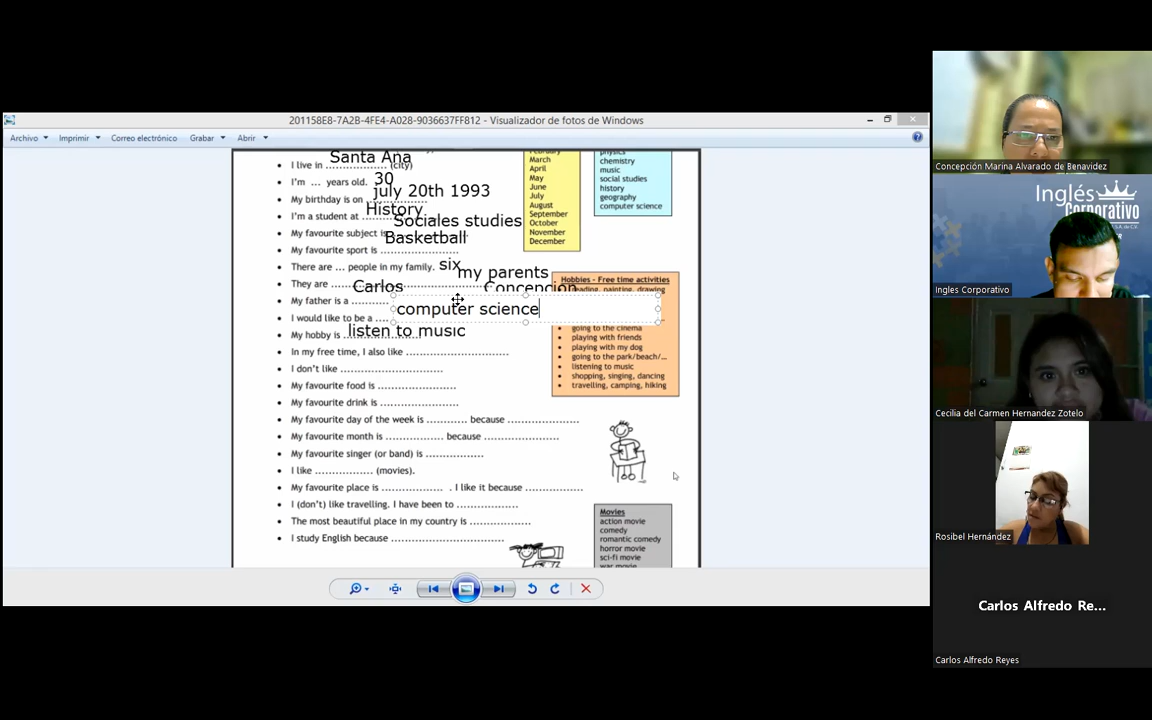 201158E8-7A2B-4FE4-A028-9036637FF812 - Visualizador de fotos de Windows
Archivo Imprimir Correo electrónico Grabar Abrir
Santa Ana
I live in .................. (city)
I'm ... years old. 30
july 20th 1993
My birthday is on
History
I'm a student at
Sociales studies
My favourite subject is
Basketball
My favourite sport is
There are ... people in my family. six
my parents
They are
Carlos
Concepcion
My father is a ..........
computer science
I would like to be a ....
listen to music
My hobby is
In my free time, I also like ................................
I don't like ................................
My favourite food is ........................
My favourite drink is ........................
My favourite day of the week is ............ because ......................
My favourite month is ................. because .......................
My favourite singer (or band) is .................
I like ................. (movies).
My favourite place is .................. . I like it because .................
I (don't) like travelling. I have been to ..................
The most beautiful place in my country is ..................
I study English because ..................................
March
April
May
June
July
August
September
October
November
December
physics
chemistry
music
social studies
history
geography
computer science
Hobbies - Free time activities
painting, drawing
going to the cinema
playing with friends
playing with my dog
going to the park/beach/...
listening to music
shopping, singing, dancing
travelling, camping, hiking
Movies
action movie
comedy
romantic comedy
horror movie
sci-fi movie
war movie
Concepción Marina Alvarado de Benavidez
Inglés
Corporativo
S.A. de C.V.
Ingles Corporativo
Cecilia del Carmen Hernandez Zotelo
Rosibel Hernández
Carlos Alfredo Re...
Carlos Alfredo Reyes